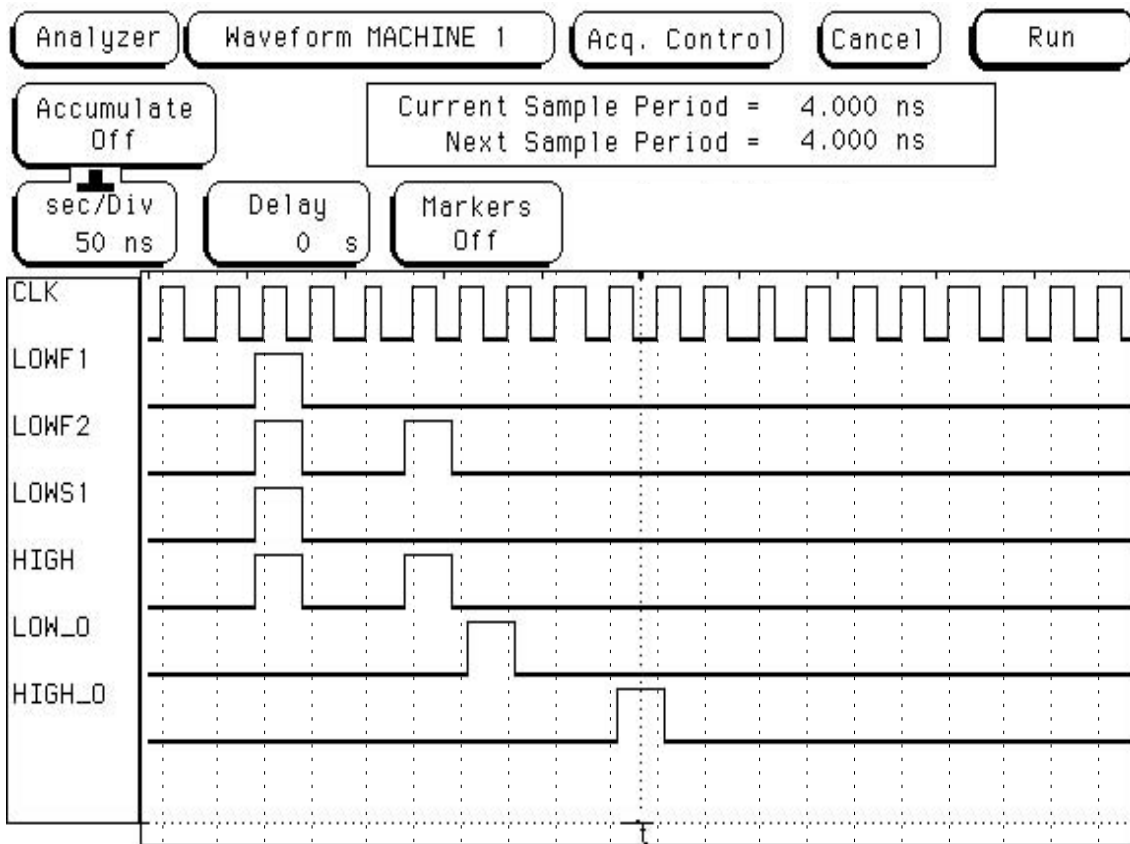 Analyzer Waveform MACHINE 1 Acq. Control Cancel Run
Accumulate
Off
Current Sample Period = 4.000 ns
Next Sample Period = 4.000 ns
sec/Div
50 ns
Delay
0 s
Markers
Off
CLK
LOWF1
LOWF2
LOWS1
HIGH
LOW_O
HIGH_O
t